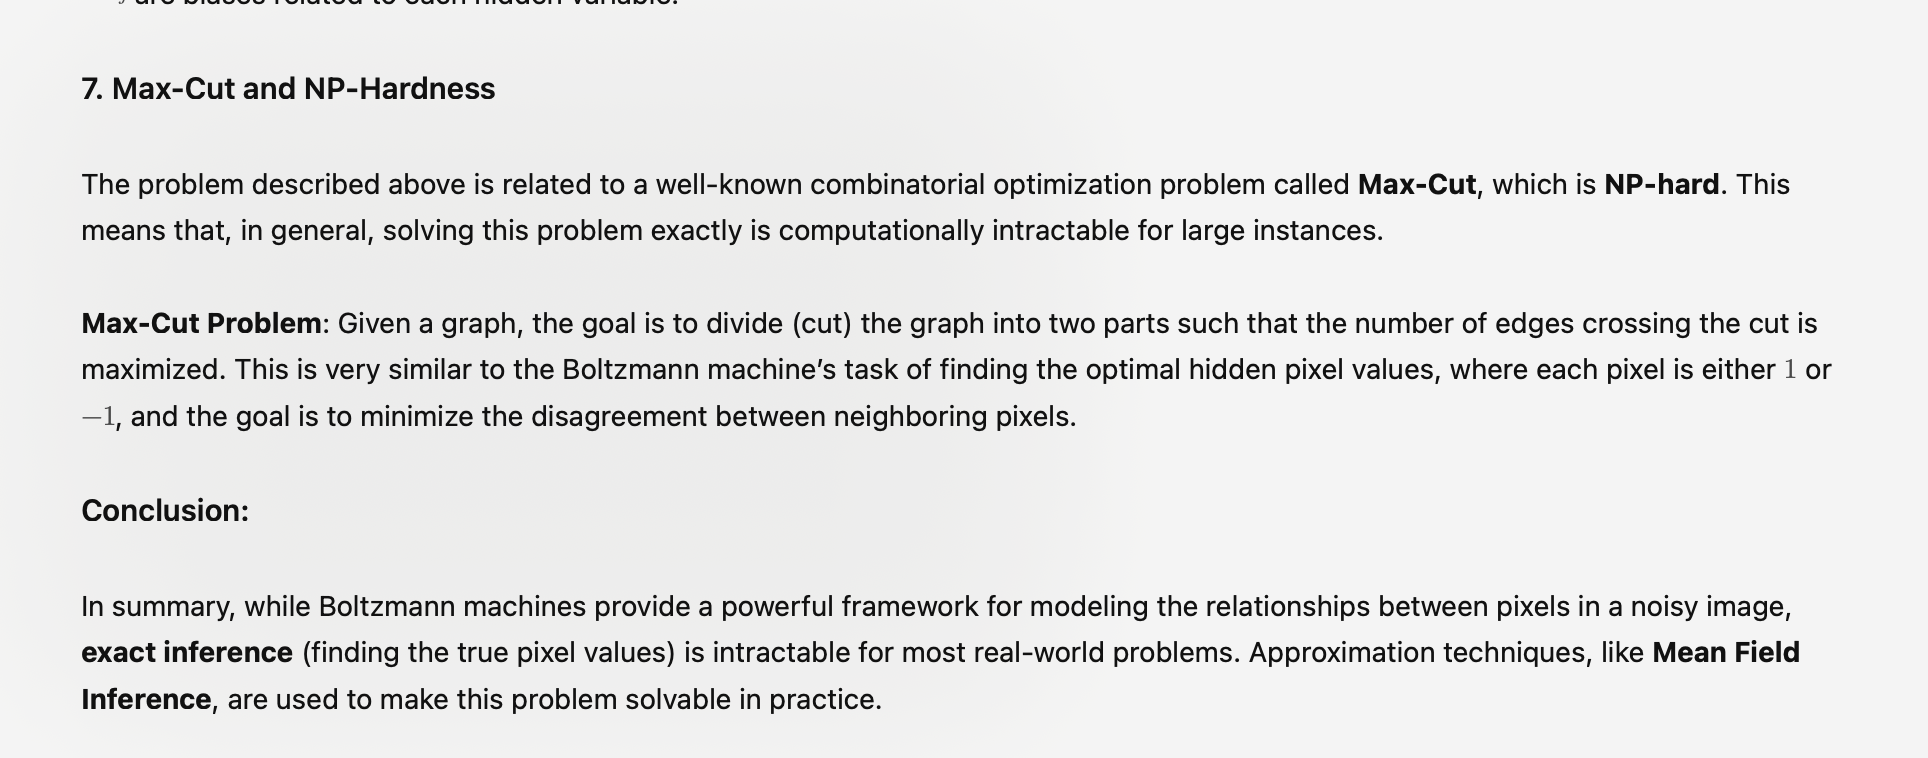 are biases related to each hidden variable.
7. Max-Cut and NP-Hardness
The problem described above is related to a well-known combinatorial optimization problem called Max-Cut, which is NP-hard. This
means that, in general, solving this problem exactly is computationally intractable for large instances.
Max-Cut Problem: Given a graph, the goal is to divide (cut) the graph into two parts such that the number of edges crossing the cut is
maximized. This is very similar to the Boltzmann machine’s task of finding the optimal hidden pixel values, where each pixel is either 1 or
−1, and the goal is to minimize the disagreement between neighboring pixels.
Conclusion:
In summary, while Boltzmann machines provide a powerful framework for modeling the relationships between pixels in a noisy image,
exact inference (finding the true pixel values) is intractable for most real-world problems. Approximation techniques, like Mean Field
Inference, are used to make this problem solvable in practice.